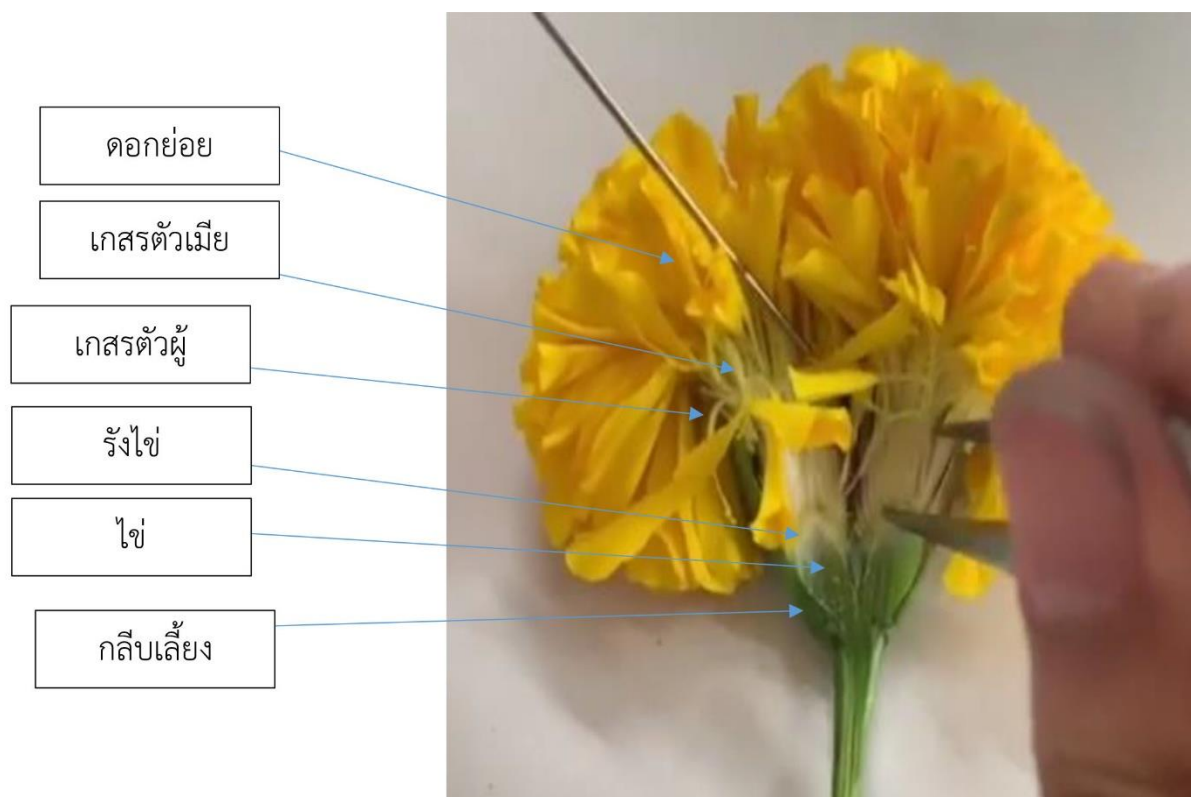 ดอกย่อย
เกสรตัวเมีย
เกสรตัวผู้
รังไข่
ไข่
กลีบเลี้ยง